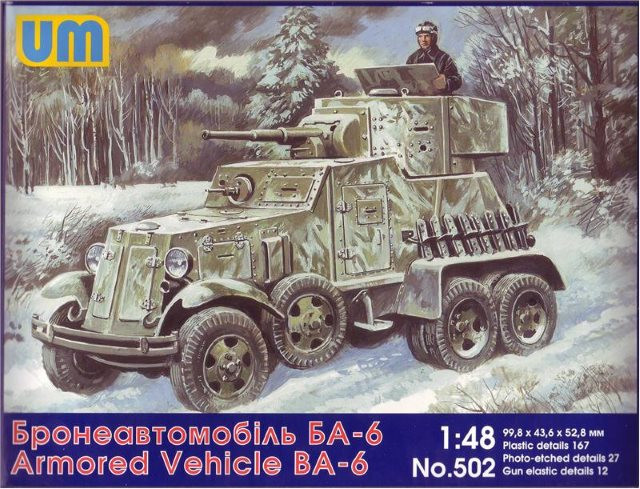 um
Бронеавтомобіль БА-6
Armored Vehicle BA-6
1:48
No.502
99,8 x 43,6 x 52,8 мм
Plastic details 167
Photo-etched details 27
Gun elastic details 12